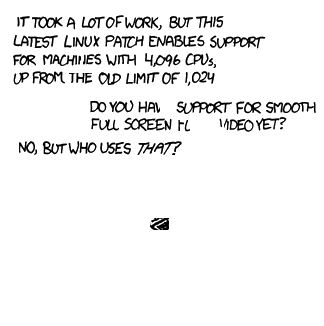 IT TOOK A LOT OF WORK, BUT THIS
LATEST LINUX PATCH ENABLES SUPPORT
FOR MACHINES WITH 4,096 CPUs,
UP FROM THE OLD LIMIT OF 1,024
DO YOU SUPPORT FOR SMOOTH
FULL SCREEN YET?
NO, BUT WHO USES THAT?